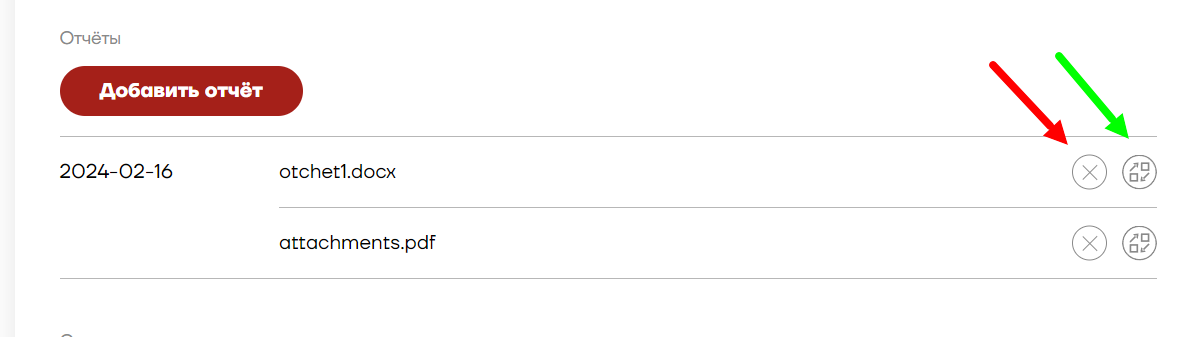 Отчёты
Добавить отчёт
2024-02-16 otchet1.docx
attachments.pdf